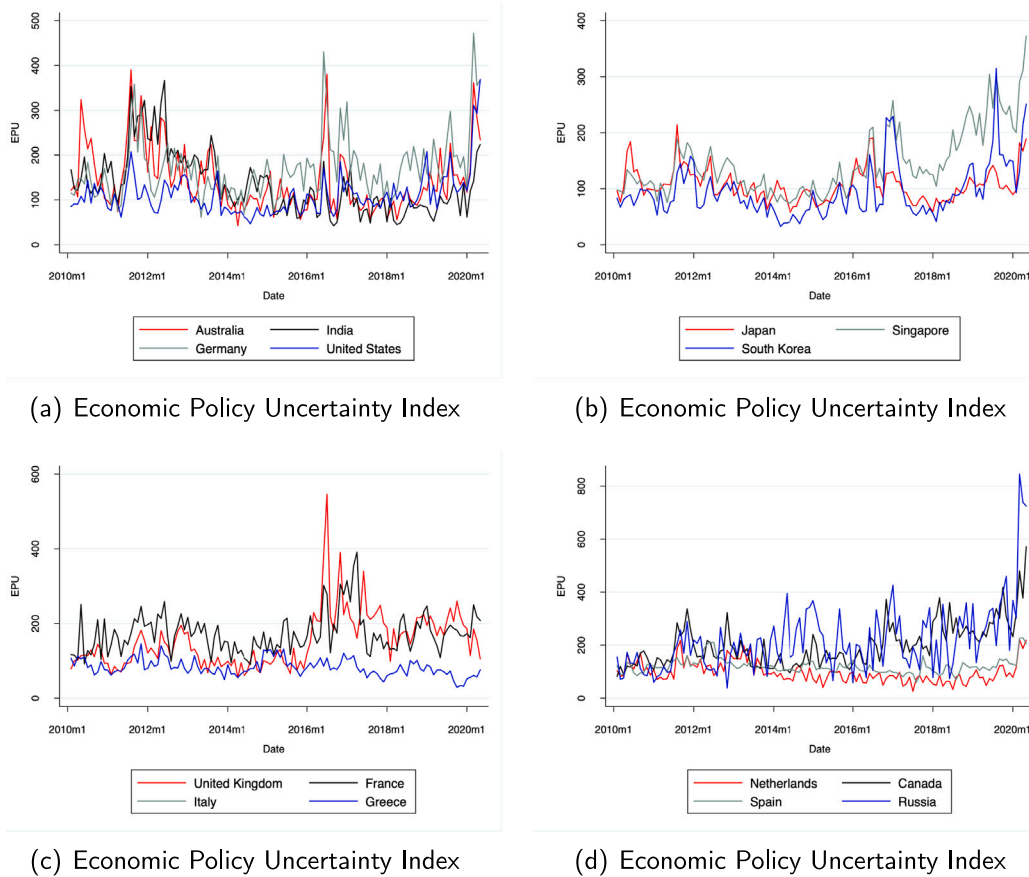 500
400
300
200
100
0
EPU
2010m1 2012m1 2014m1 2016m1 2018m1 2020m1
Date
Australia India
Germany United States
(a) Economic Policy Uncertainty Index
400
300
200
100
0
EPU
2010m1 2012m1 2014m1 2016m1 2018m1 2020m1
Date
Japan Singapore
South Korea
(b) Economic Policy Uncertainty Index
600
400
200
0
EPU
2010m1 2012m1 2014m1 2016m1 2018m1 2020m1
Date
United Kingdom France
Italy Greece
(c) Economic Policy Uncertainty Index
800
600
400
200
0
EPU
2010m1 2012m1 2014m1 2016m1 2018m1 2020m1
Date
Netherlands Canada
Spain Russia
(d) Economic Policy Uncertainty Index